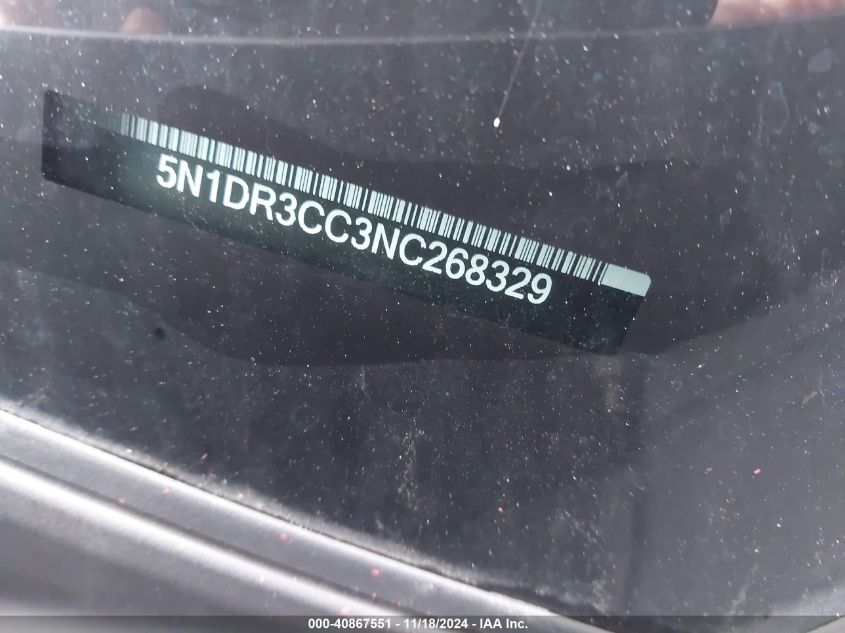 5N1DR3CC3NC268329
000-40867551 - 11/18/2024 - IAA Inc.